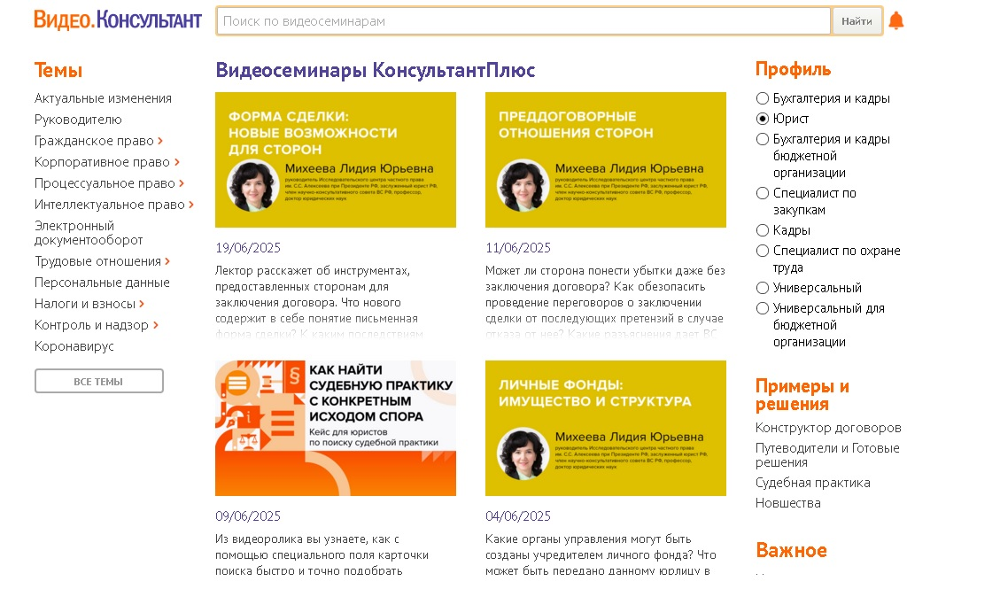 Видео.Консультант
Поиск по видеосеминарам
Найти
Темы
Актуальные изменения
Руководителю
Гражданское право
Корпоративное право
Процессуальное право
Интеллектуальное право
Электронный
документооборот
Трудовые отношения
Персональные данные
Налоги и взносы
Контроль и надзор
Коронавирус
ВСЕ ТЕМЫ
Видеосеминары КонсультантПлюс
ФОРМА СДЕЛКИ:
НОВЫЕ ВОЗМОЖНОСТИ
ДЛЯ СТОРОН
Михеева Лидия Юрьевна
руководитель Исследовательского центра частного права
им. С.С. Алексеева при Президенте РФ, заслуженный юрист РФ,
член научно-консультативного совета ВС РФ, профессор,
доктор юридических наук
19/06/2025
Лектор расскажет об инструментах,
предоставленных сторонам для
заключения договора. Что нового
содержит в себе понятие письменная
форма сделки? К каким последствиям
ПРЕДДОГОВОРНЫЕ
ОТНОШЕНИЯ СТОРОН
Михеева Лидия Юрьевна
руководитель Исследовательского центра частного права
им. С.С. Алексеева при Президенте РФ, заслуженный юрист РФ,
член научно-консультативного совета ВС РФ, профессор,
доктор юридических наук
11/06/2025
Может ли сторона понести убытки даже без
заключения договора? Как обезопасить
проведение переговоров о заключении
сделки от последующих претензий в случае
отказа от нее? Какие разъяснения дает ВС
КАК НАЙТИ
СУДЕБНУЮ ПРАКТИКУ
С КОНКРЕТНЫМ
ИСХОДОМ СПОРА
Кейс для юристов
по поиску судебной практики
09/06/2025
Из видеоролика вы узнаете, как с
помощью специального поля карточки
поиска быстро и точно подобрать
ЛИЧНЫЕ ФОНДЫ:
ИМУЩЕСТВО И СТРУКТУРА
Михеева Лидия Юрьевна
руководитель Исследовательского центра частного права
им. С.С. Алексеева при Президенте РФ, заслуженный юрист РФ,
член научно-консультативного совета ВС РФ, профессор,
доктор юридических наук
04/06/2025
Какие органы управления могут быть
созданы учредителем личного фонда? Что
может быть передано данному юрлицу в
Профиль
Бухгалтерия и кадры
Юрист
Бухгалтерия и кадры
бюджетной
организации
Специалист по
закупкам
Кадры
Специалист по охране
труда
Универсальный
Универсальный для
бюджетной
организации
Примеры и
решения
Конструктор договоров
Путеводители и Готовые
решения
Судебная практика
Новшества
Важное